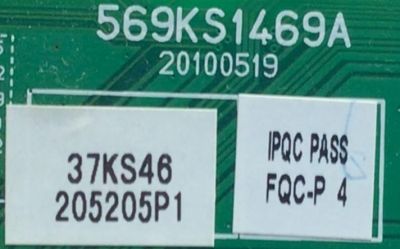 569KS1469A
20100519
37KS46
205205P1
IPQC PASS
FQC-P 4